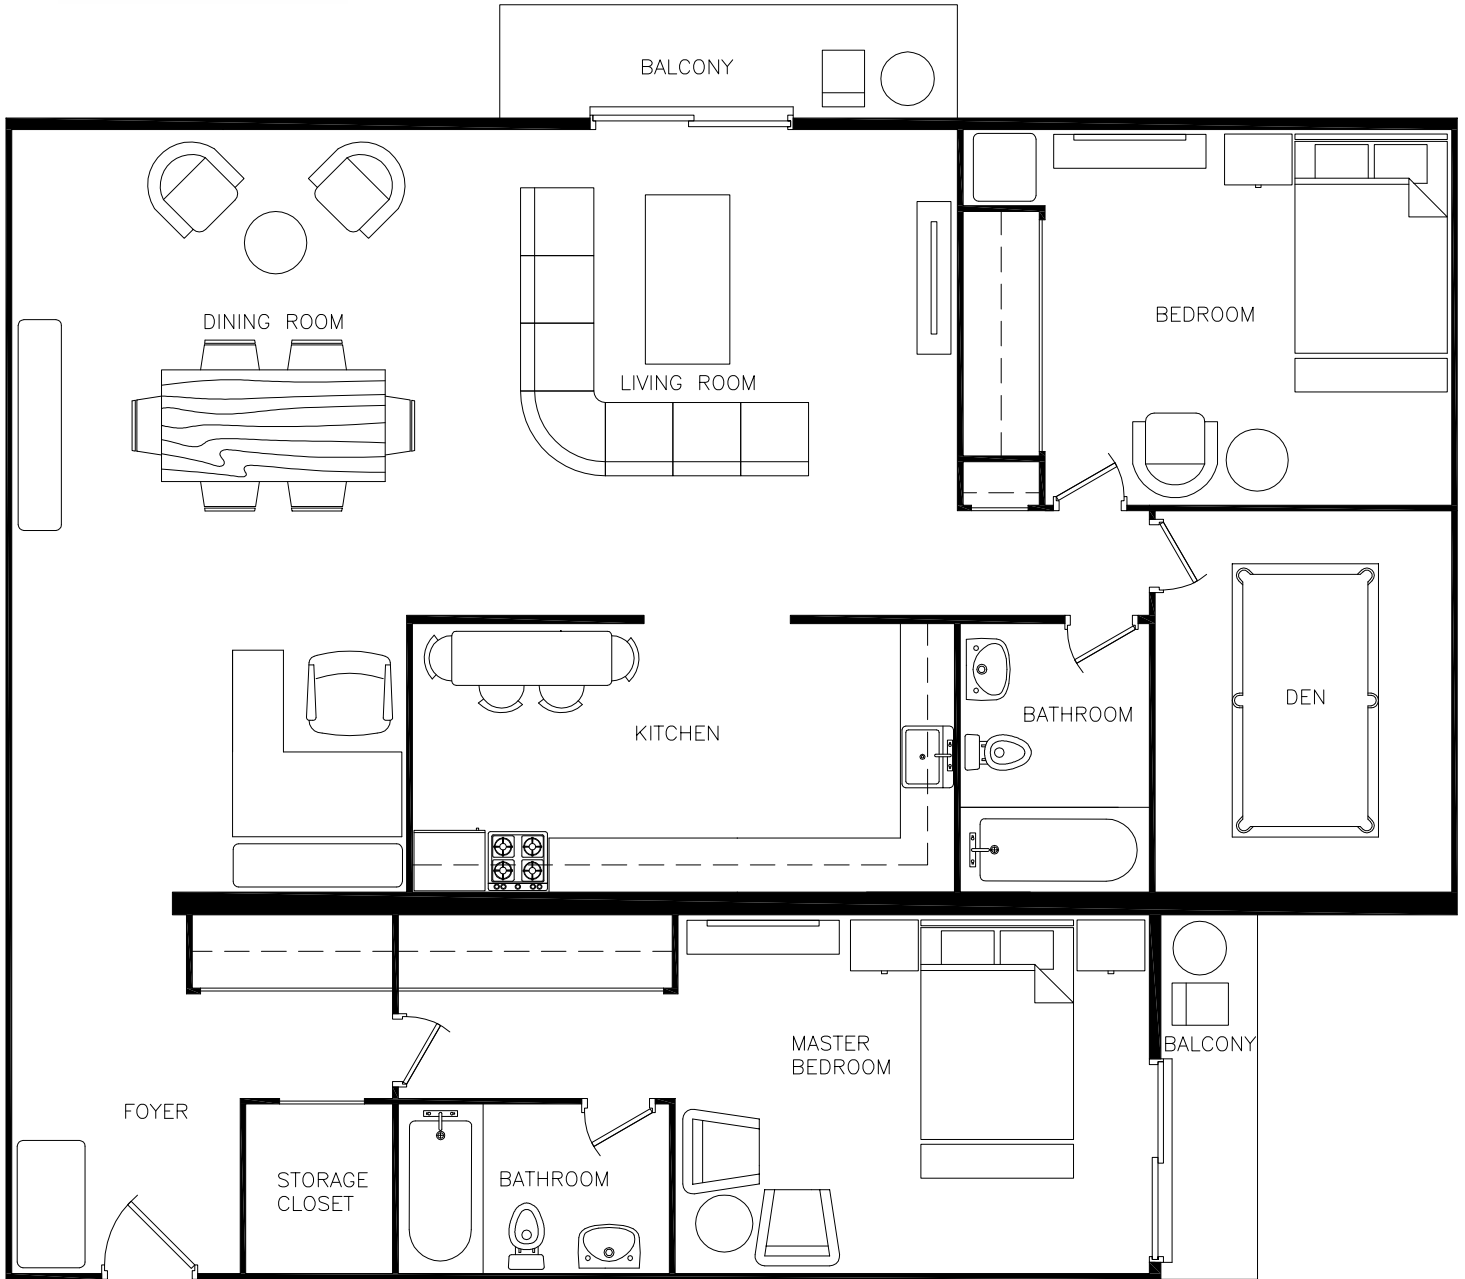 BALCONY
DINING ROOM
BEDROOM
LIVING ROOM
DEN
BATHROOM
KITCHEN
MASTER
BEDROOM
BALCONY
FOYER
STORAGE
CLOSET
BATHROOM